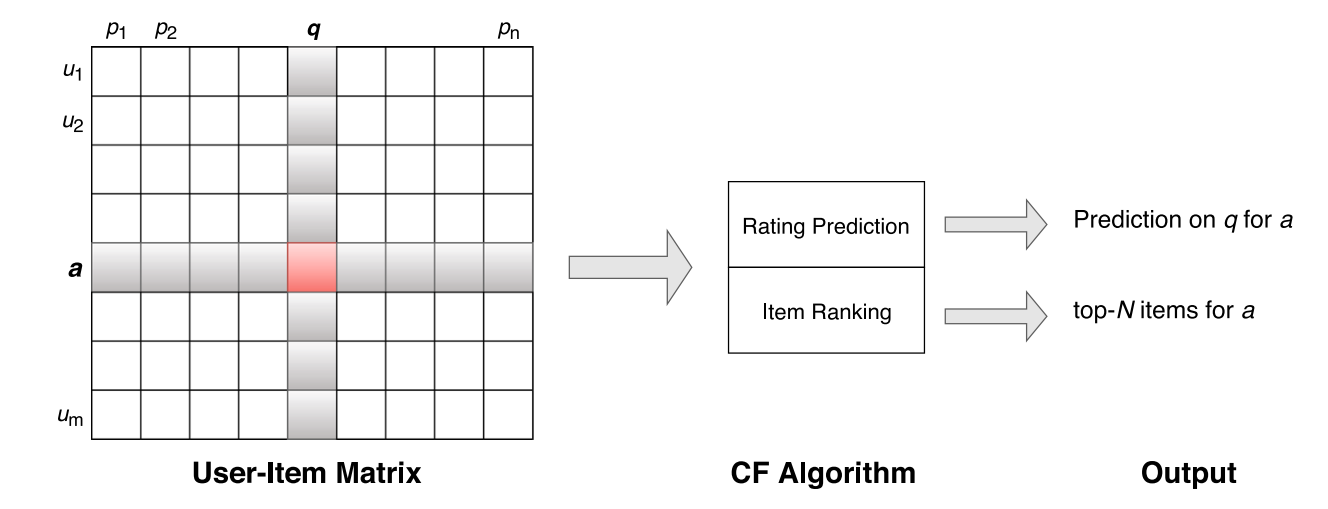 p1 p2 q pn
u1
u2
a
um
Rating Prediction
Item Ranking
Prediction on q for a
top-N items for a
User-Item Matrix
CF Algorithm
Output